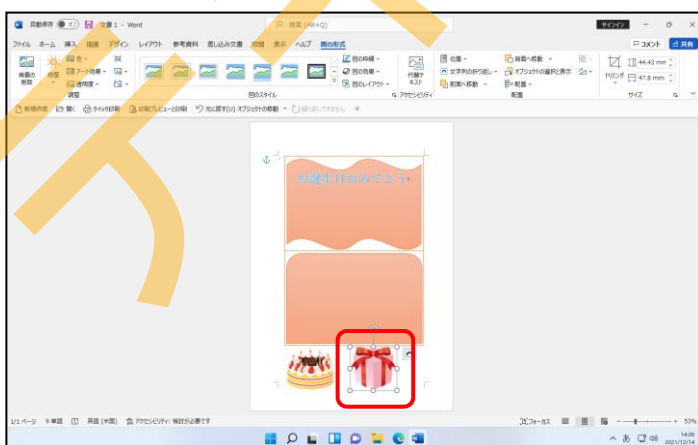 自動保存 オフ 文書 1 - Word 検索 (Alt+Q) サインイン
ファイル ホーム 挿入 描画 デザイン レイアウト 参考資料 差し込み文書 校閲 表示 ヘルプ 図の形式 コメント 共有
背景の削除 修整 色 アート効果 透明度 図の枠線 図の効果 図のレイアウト 代替テキスト 位置 文字列の折り返し 前面へ移動 背面へ移動 オブジェクトの選択と表示 配置 トリミング 44.43 mm 47.8 mm
調整 図のスタイル アクセシビリティ 配置 サイズ
新規作成 開く クイック印刷 印刷プレビューと印刷 元に戻す(U) オブジェクトの移動
お誕生日おめでとう
1/1 ページ 9 単語 英語 (米国) アクセシビリティ: 検討が必要です フォーカス 53%
あ 14:36
2021/12/14